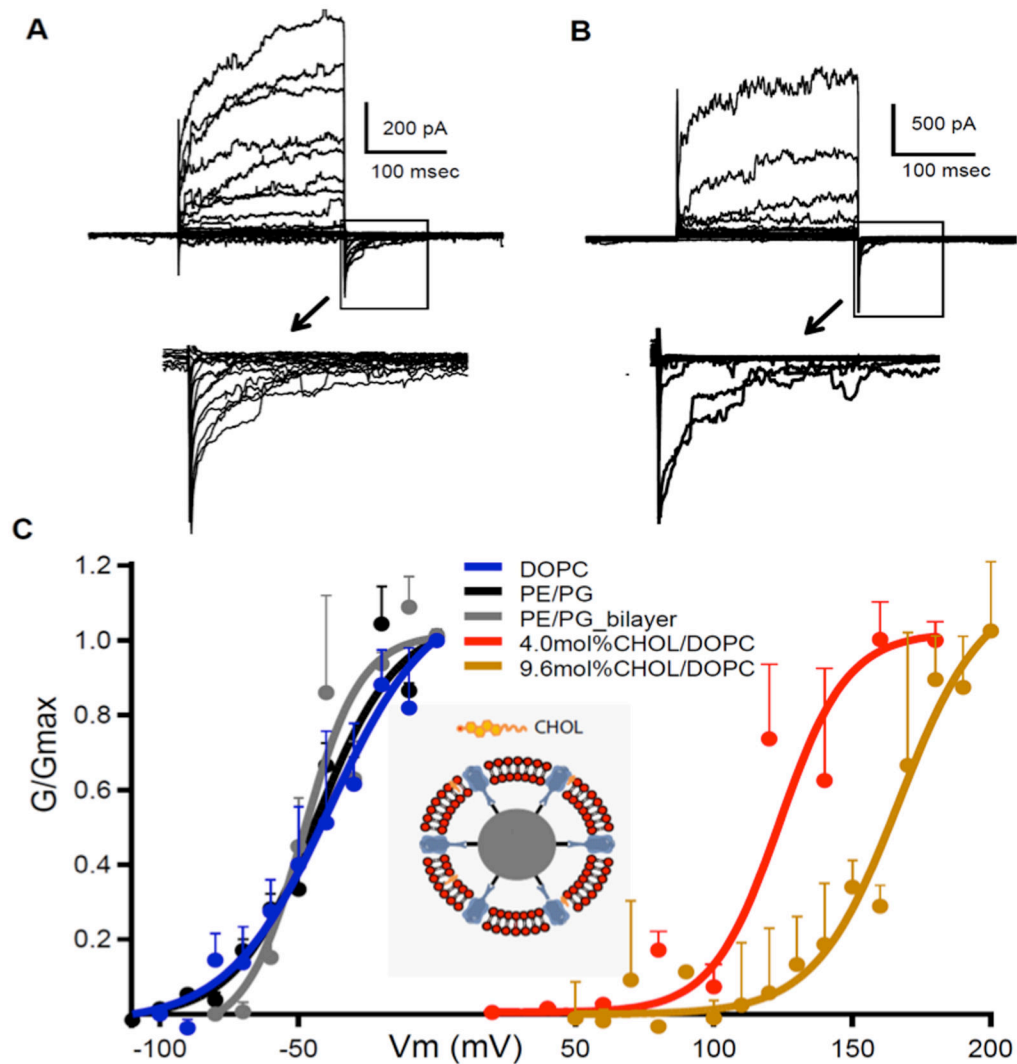 A
B
200 pA
100 msec
500 pA
100 msec
C
DOPC
PE/PG
PE/PG_bilayer
4.0mol%CHOL/DOPC
9.6mol%CHOL/DOPC
CHOL
G/Gmax
1.2
1.0
0.8
0.6
0.4
0.2
-100
-50
Vm (mV)
50
100
150
200